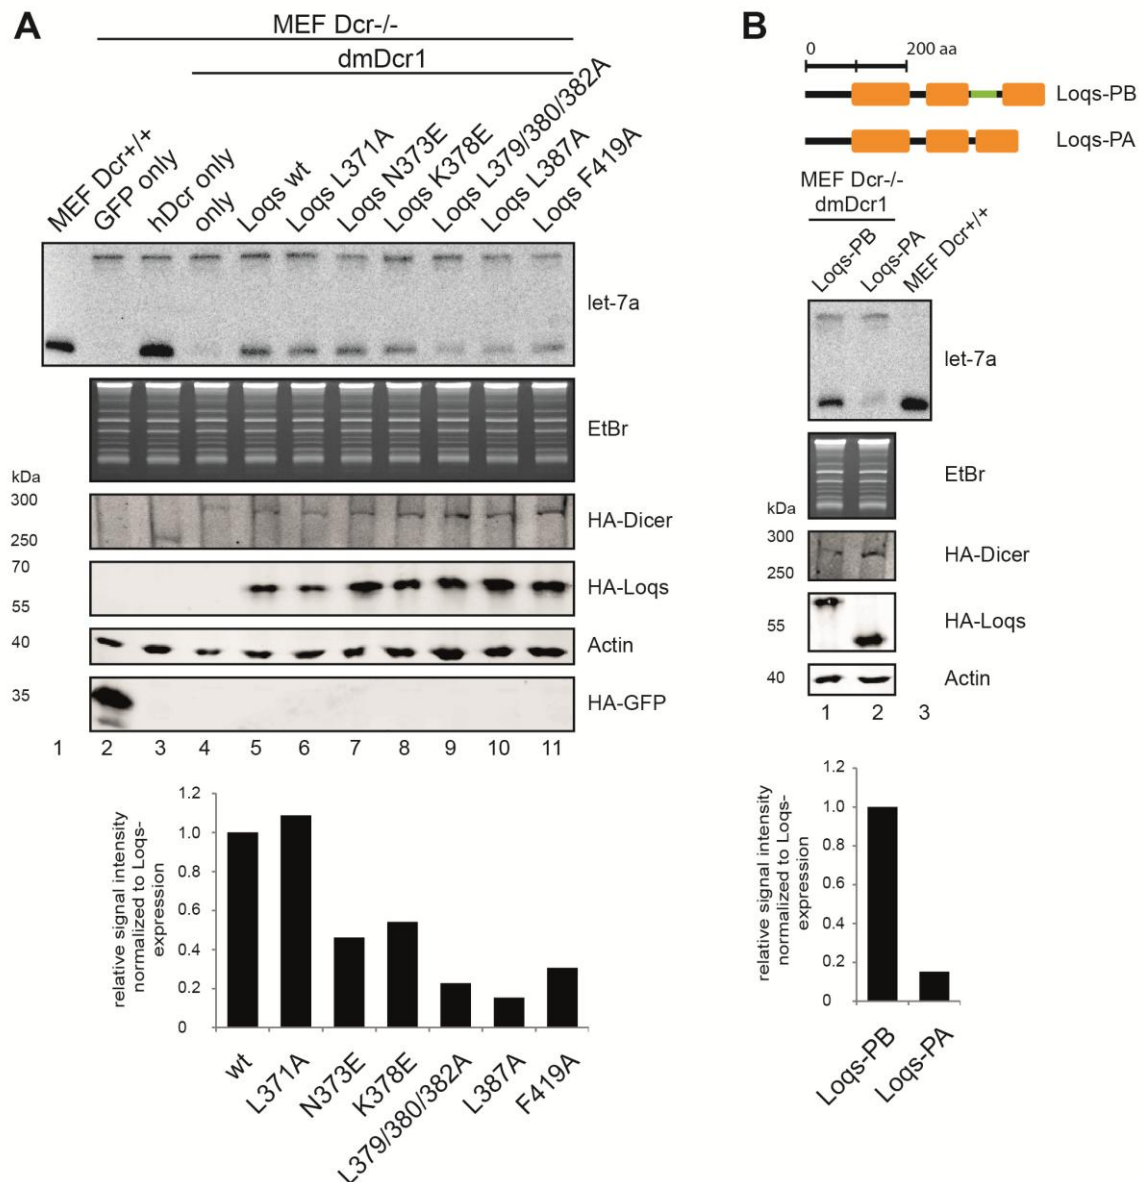 A
MEF Dcr-/-
dmDcr1
MEF Dcr+/+
GFP only
hDcr only
only
Loqs wt
Loqs L371A
Loqs N373E
Loqs K378E
Loqs L379/380/382A
Loqs L387A
Loqs F419A
let-7a
EtBr
kDa
300
250
HA-Dicer
70
55
HA-Loqs
40
Actin
35
HA-GFP
1 2 3 4 5 6 7 8 9 10 11
relative signal intensity
normalized to Loqs-
expression
1.2
1.0
0.8
0.6
0.4
0.2
0
wt
L371A
N373E
K378E
L379/380/382A
L387A
F419A
B
0 200 aa
Loqs-PB
Loqs-PA
MEF Dcr-/-
dmDcr1
Loqs-PB
Loqs-PA
MEF Dcr+/+
let-7a
EtBr
kDa
300
250
HA-Dicer
55
HA-Loqs
40
Actin
1 2 3
relative signal intensity
normalized to Loqs-
expression
1.2
1.0
0.8
0.6
0.4
0.2
0
Loqs-PB
Loqs-PA